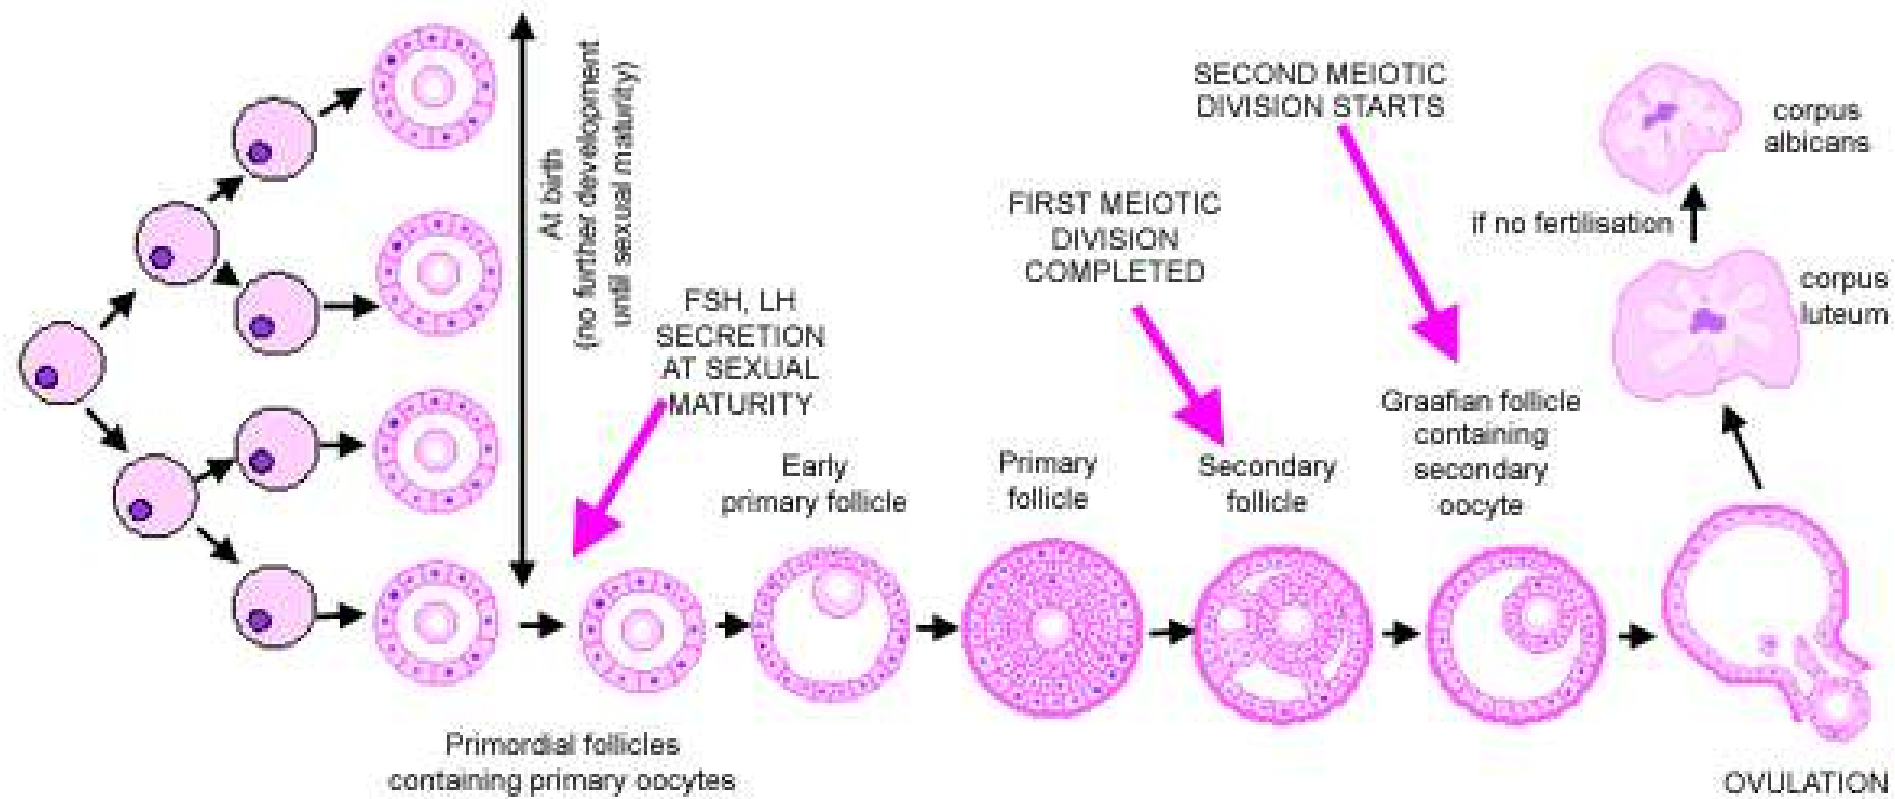 At birth
(no further development
until sexual maturity)
FSH, LH
SECRETION
AT SEXUAL
MATURITY
Primordial follicles
containing primary oocytes
Early
primary follicle
Primary
follicle
FIRST MEIOTIC
DIVISION
COMPLETED
Secondary
follicle
SECOND MEIOTIC
DIVISION STARTS
Graafian follicle
containing
secondary
oocyte
OVULATION
corpus
luteum
if no fertilisation
corpus
albicans